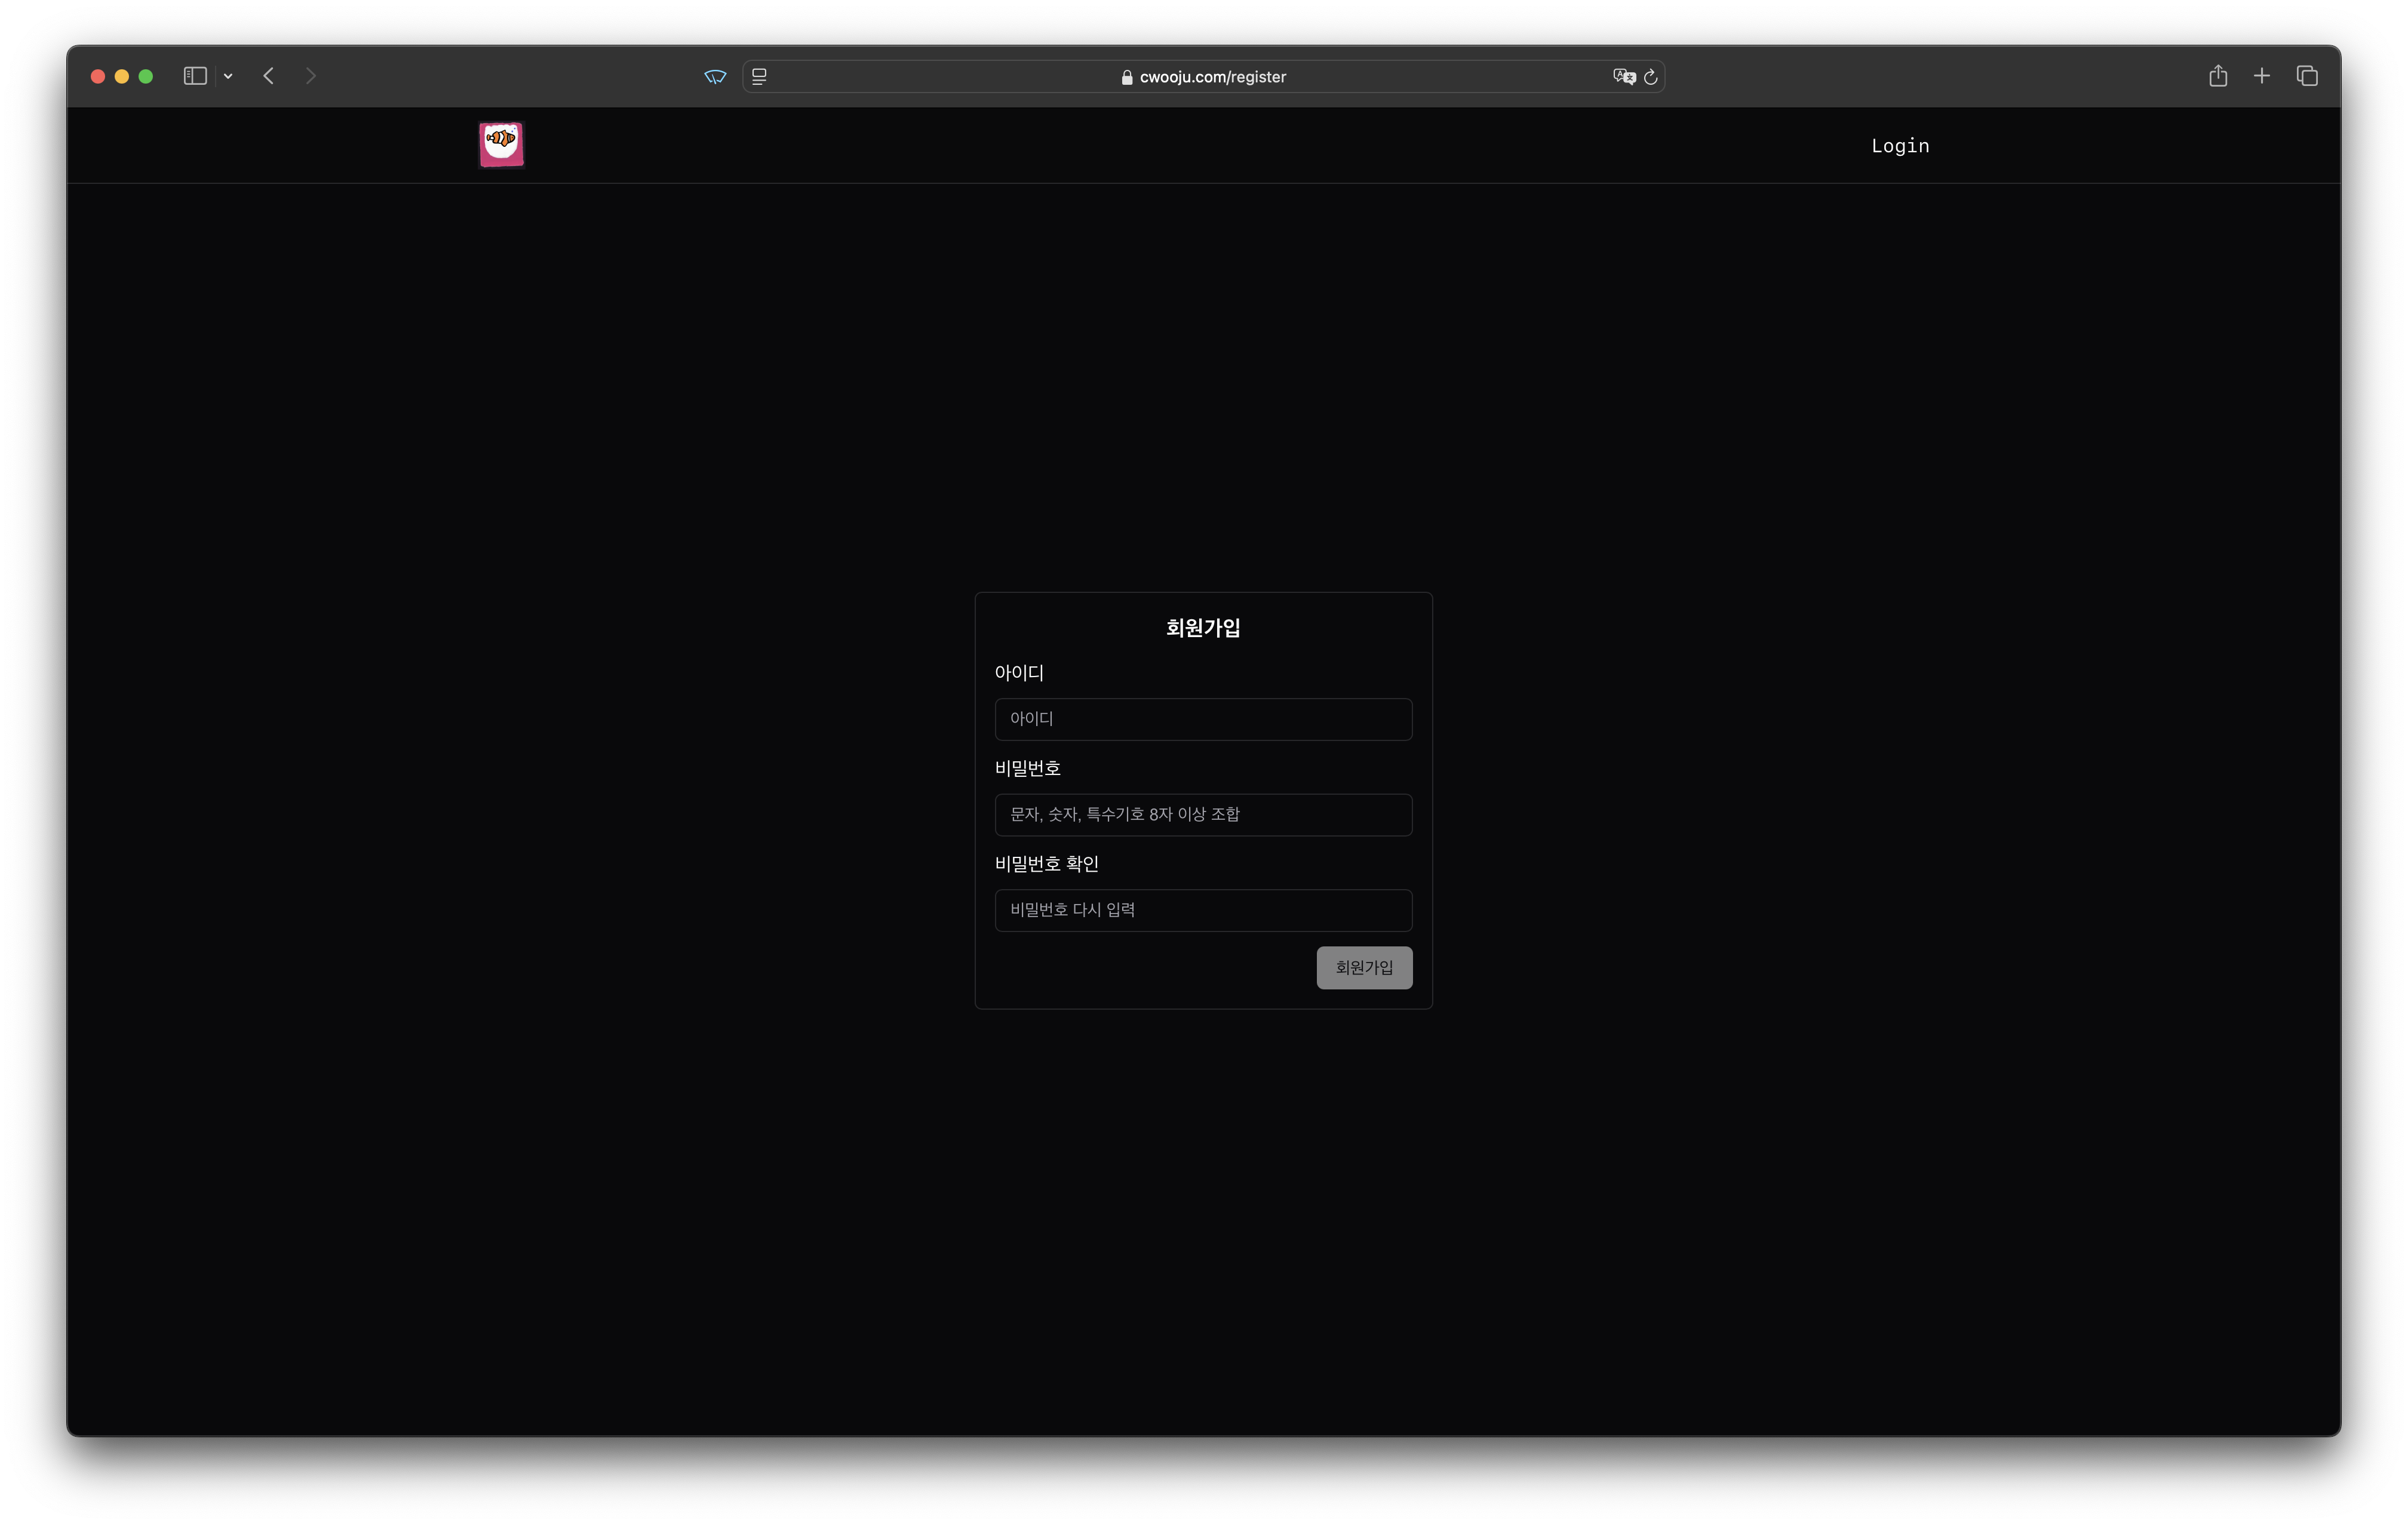 cwooju.com/register
Login
회원가입
아이디
아이디
비밀번호
문자, 숫자, 특수기호 8자 이상 조합
비밀번호 확인
비밀번호 다시 입력
회원가입